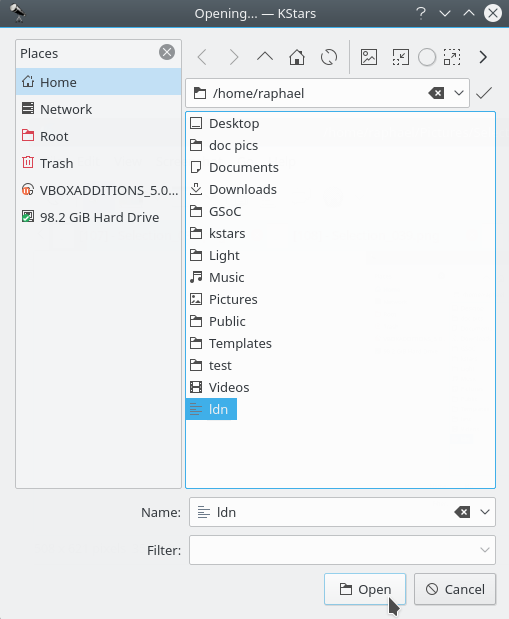 Opening... — KStars
Places
Home
Network
Root
Trash
VBOXADDITIONS_5.0...
98.2 GiB Hard Drive
/home/raphael
Desktop
doc pics
Documents
Downloads
GSoC
kstars
Light
Music
Pictures
Public
Templates
test
Videos
ldn
Name: ldn
Filter:
Open Cancel